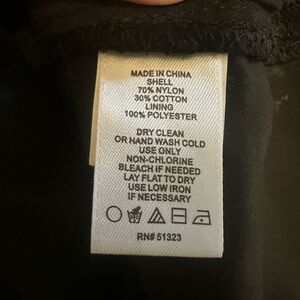 MADE IN CHINA
SHELL
70% NYLON
30% COTTON
LINING
100% POLYESTER
DRY CLEAN
OR HAND WASH COLD
USE ONLY
NON-CHLORINE
BLEACH IF NEEDED
LAY FLAT TO DRY
USE LOW IRON
IF NECESSARY
RN# 51323